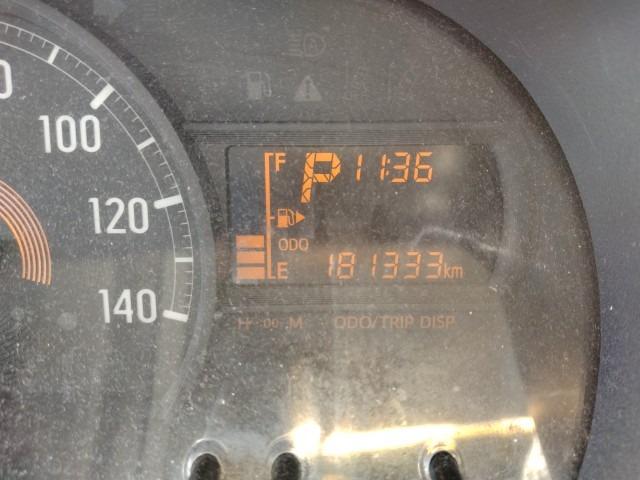 100
120
140
F
P 11:36
ODO
E 181333km
H :00 M ODO/TRIP DISP